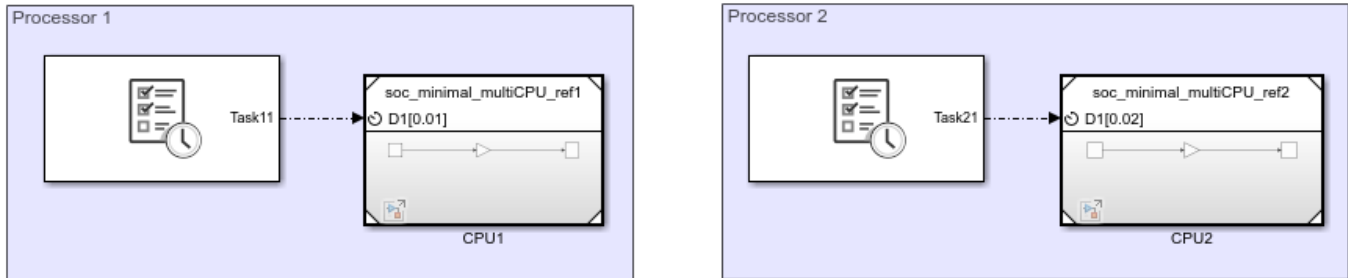 Processor 1
Task11
soc_minimal_multiCPU_ref1
D1[0.01]
CPU1
Processor 2
Task21
soc_minimal_multiCPU_ref2
D1[0.02]
CPU2